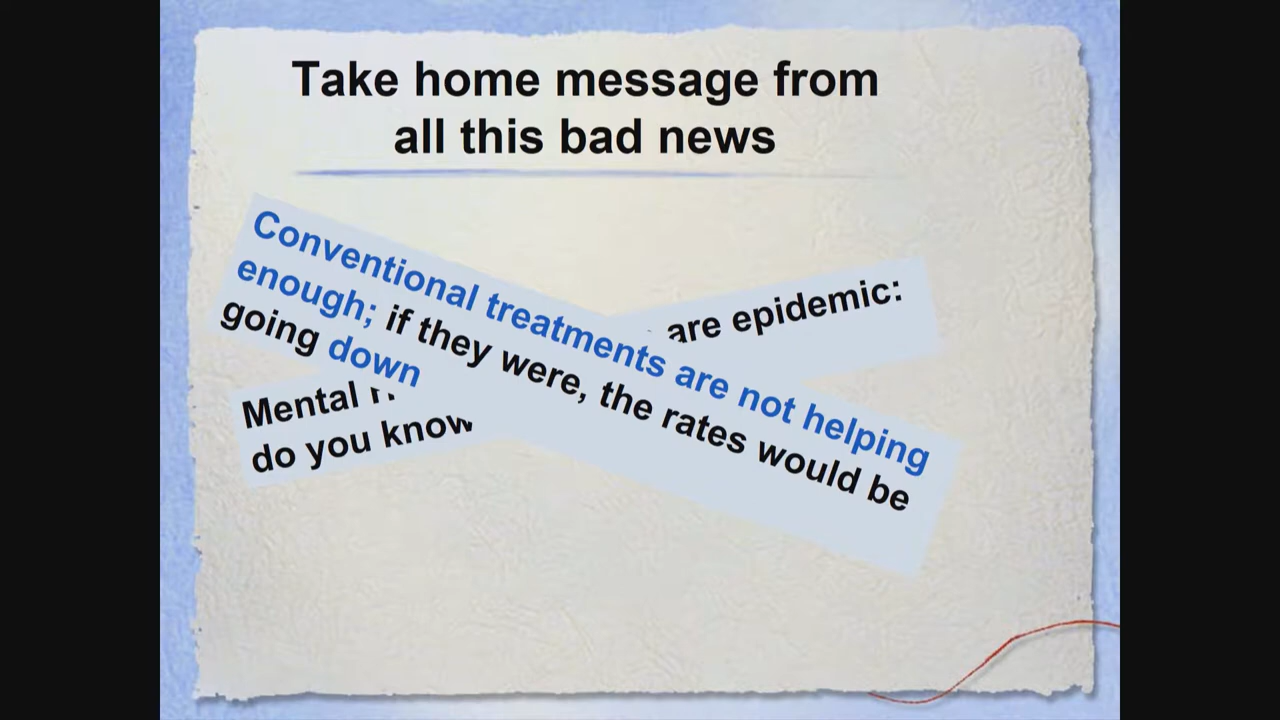 Take home message from
all this bad news
Conventional treatments are not helping
enough; if they were, the rates would be
going down
are epidemic:
Mental
do you know